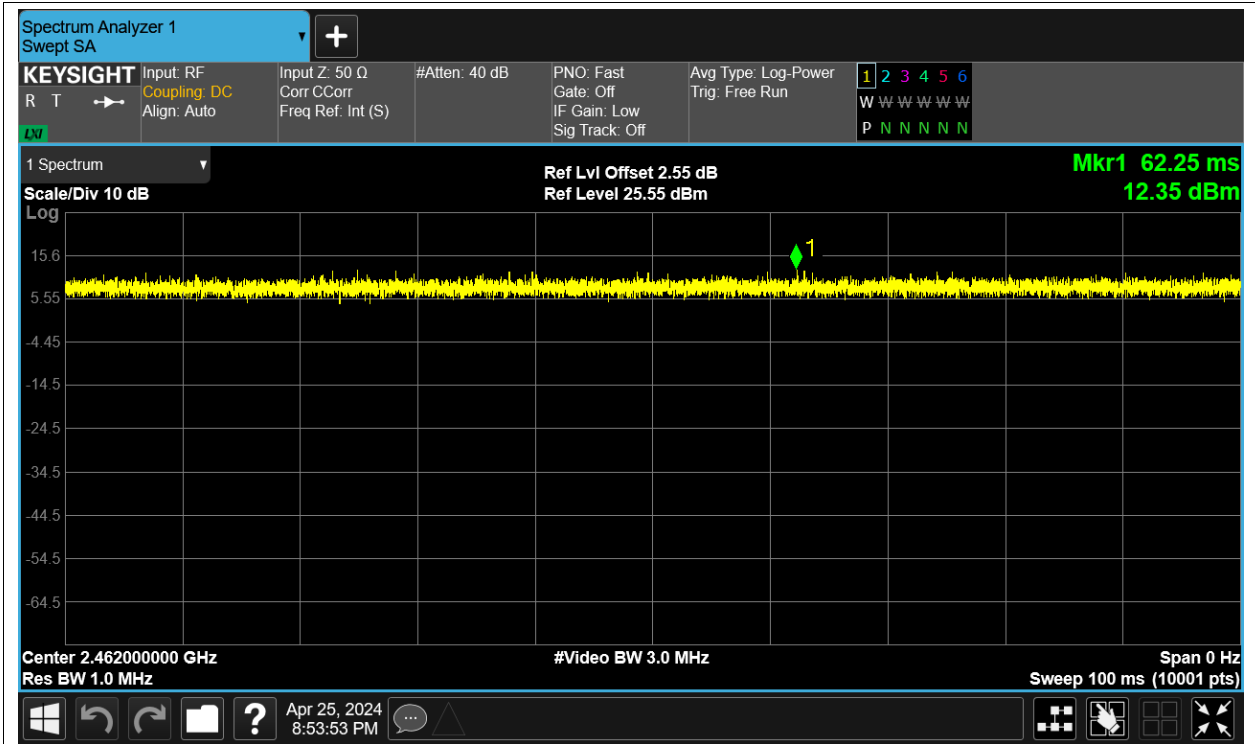 Spectrum Analyzer 1
Swept SA
KEYSIGHT
R T
LXI
Input: RF
Coupling: DC
Align: Auto
Input Z: 50 Ω
Corr CCorr
Freq Ref: Int (S)
#Atten: 40 dB
PNO: Fast
Gate: Off
IF Gain: Low
Sig Track: Off
Avg Type: Log-Power
Trig: Free Run
1 2 3 4 5 6
W W W W W W
P N N N N N
1 Spectrum
Scale/Div 10 dB
Ref Lvl Offset 2.55 dB
Ref Level 25.55 dBm
Mkr1 62.25 ms
12.35 dBm
Log
1
15.6
5.55
-4.45
-14.5
-24.5
-34.5
-44.5
-54.5
-64.5
Center 2.462000000 GHz
#Video BW 3.0 MHz
Span 0 Hz
Res BW 1.0 MHz
Sweep 100 ms (10001 pts)
?
Apr 25, 2024
8:53:53 PM